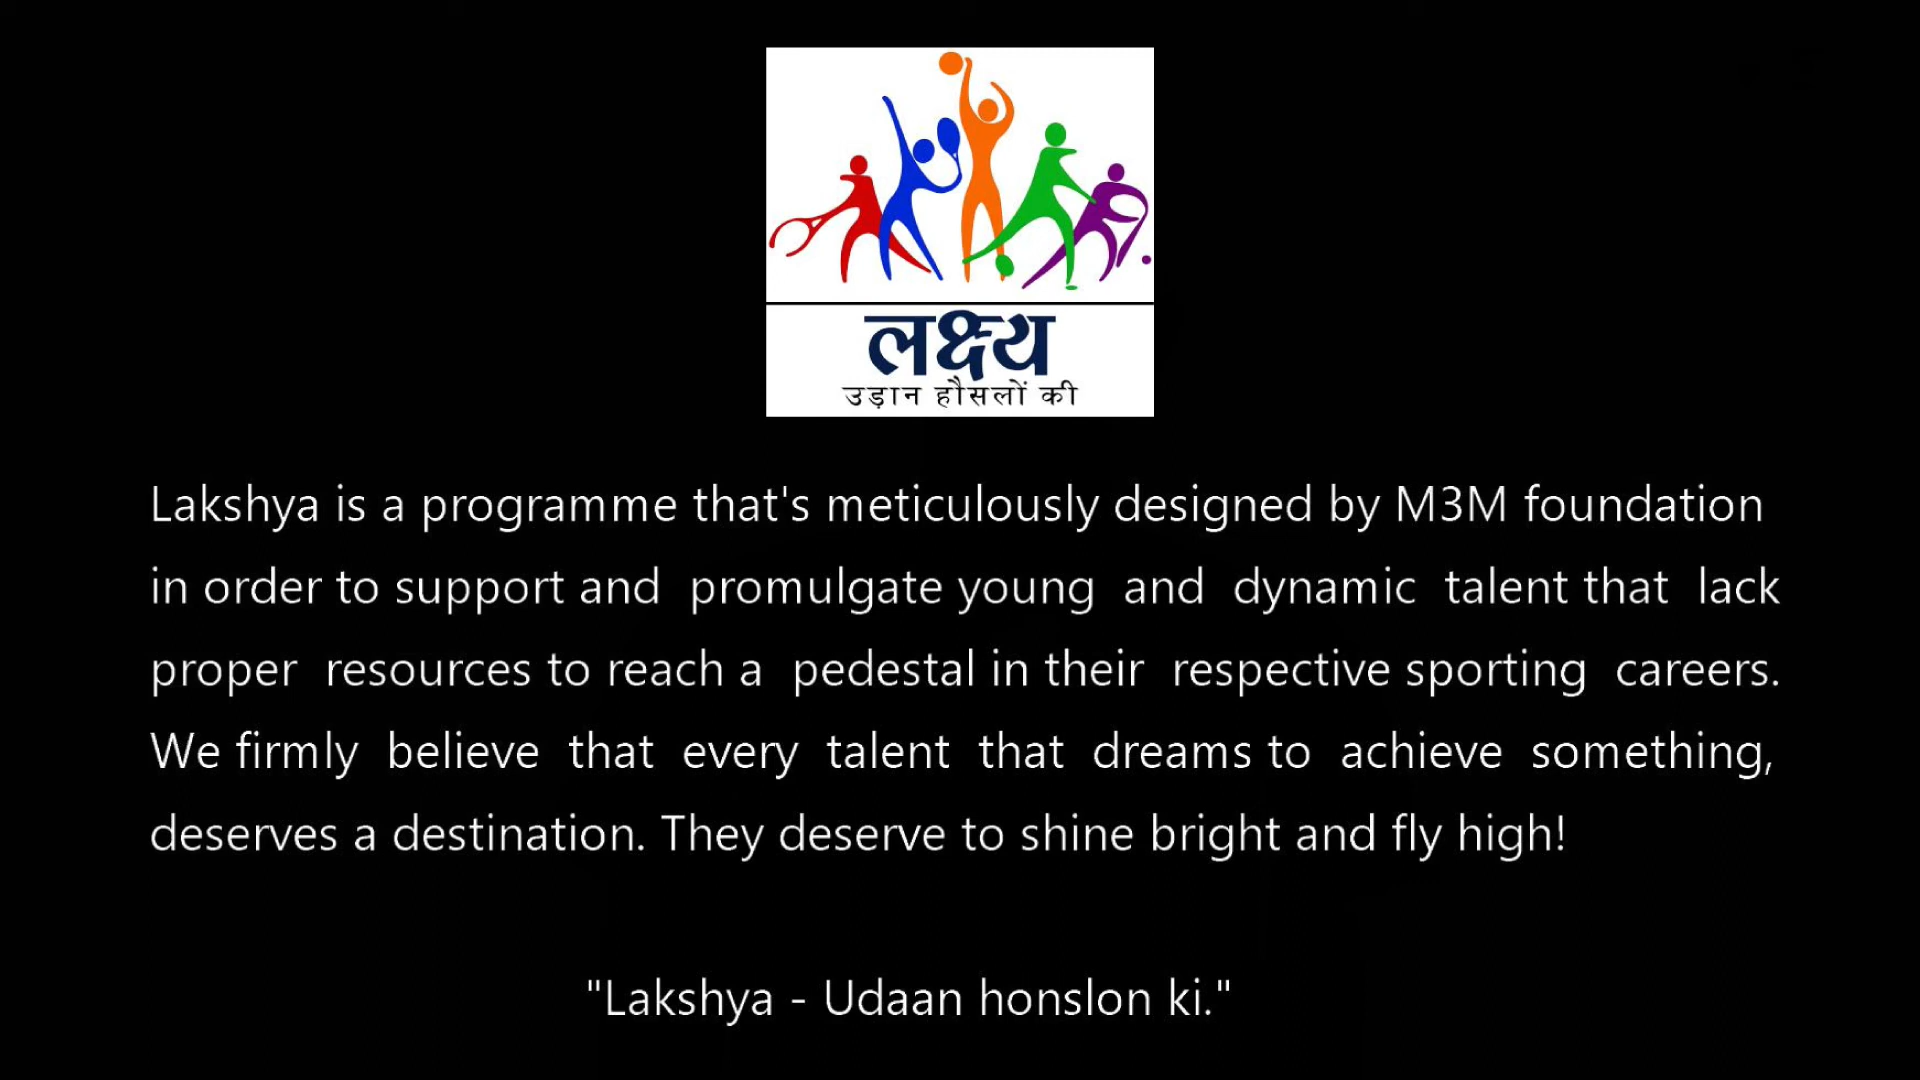 लक्ष्य
उड़ान हौसलों की
Lakshya is a programme that's meticulously designed by M3M foundation
in order to support and promulgate young and dynamic talent that lack
proper resources to reach a pedestal in their respective sporting careers.
We firmly believe that every talent that dreams to achieve something,
deserves a destination. They deserve to shine bright and fly high!
"Lakshya - Udaan honslon ki."